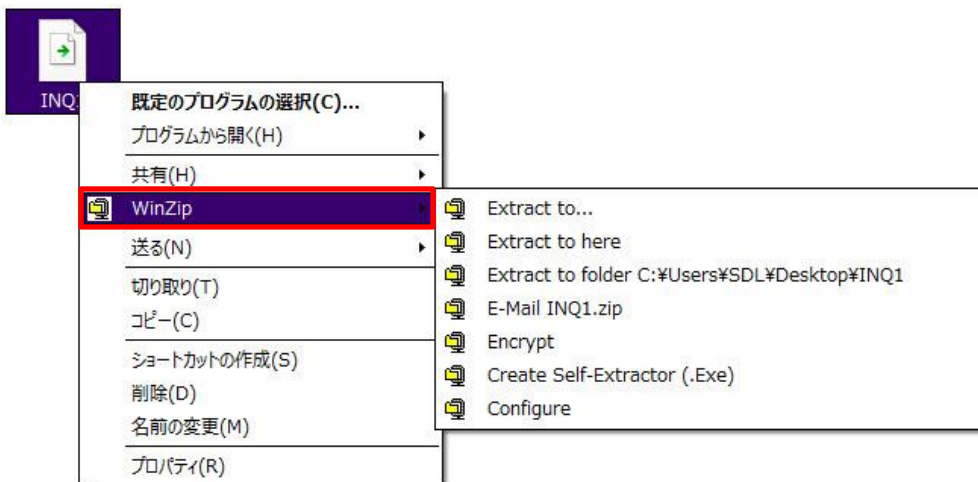 INQ
既定のプログラムの選択(C)...
プログラムから開く(H)
共有(H)
WinZip
送る(N)
切り取り(T)
コピー(C)
ショートカットの作成(S)
削除(D)
名前の変更(M)
プロパティ(R)
Extract to...
Extract to here
Extract to folder C:¥Users¥SDL¥Desktop¥INQ1
E-Mail INQ1.zip
Encrypt
Create Self-Extractor (.Exe)
Configure